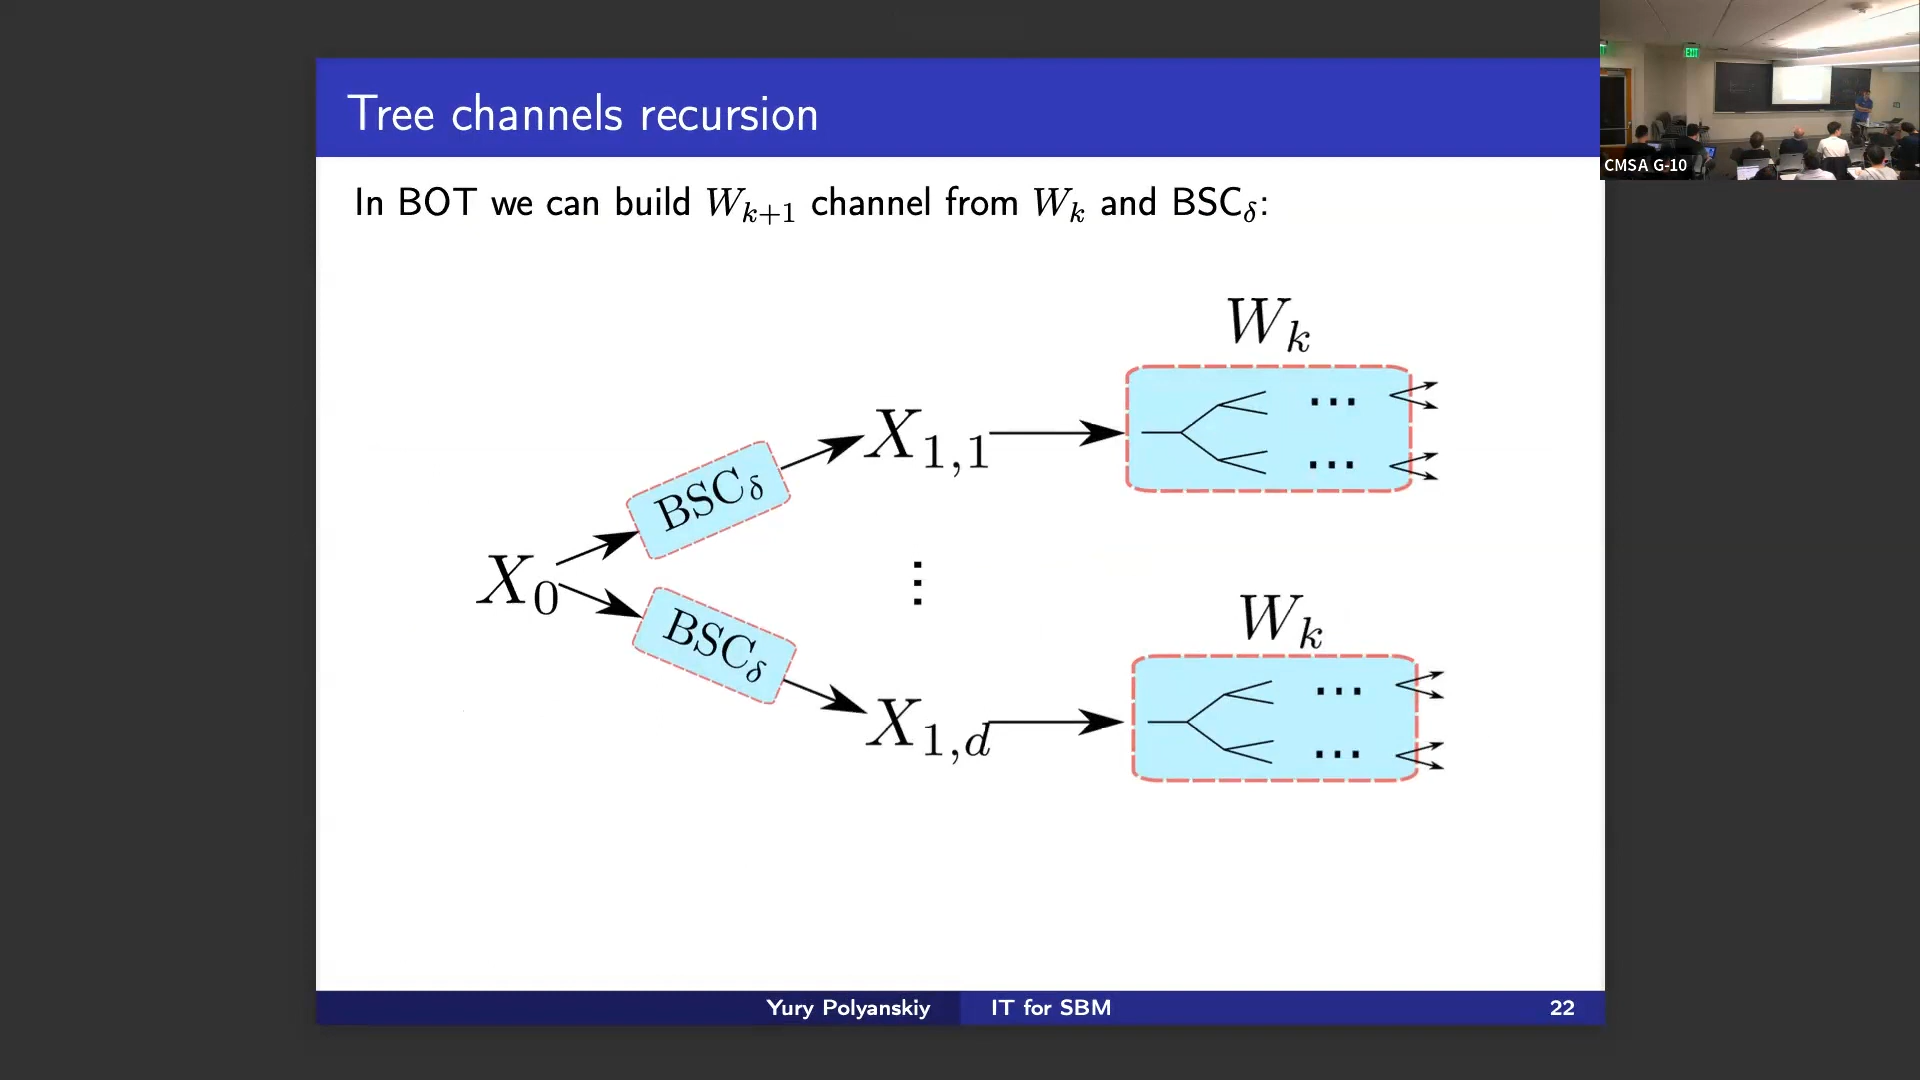 Tree channels recursion
In BOT we can build W_{k+1} channel from W_k and BSC_δ:
W_k
...
X_{1,1}
...
BSC_δ
X_0
⋮
BSC_δ
W_k
...
X_{1,d}
...
Yury Polyanskiy IT for SBM 22
EXIT
CMSA G-10